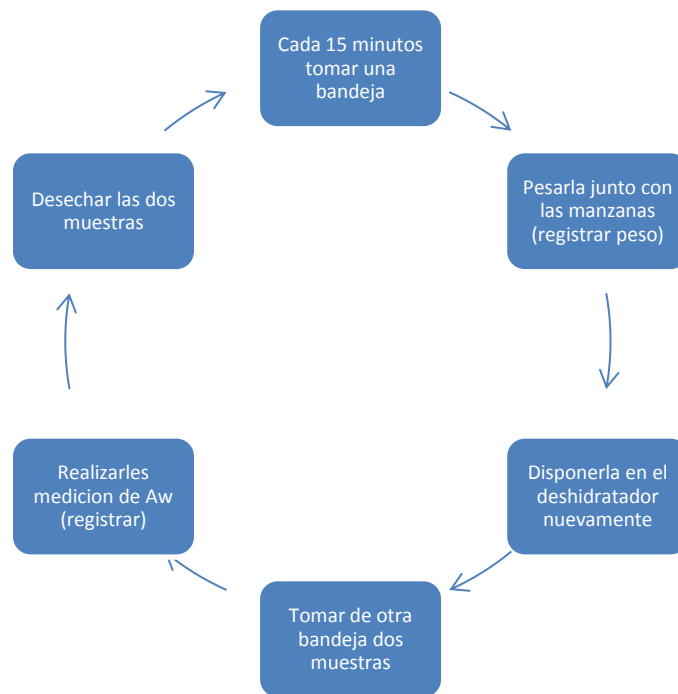 Cada 15 minutos
tomar una
bandeja
Pesarla junto con
las manzanas
(registrar peso)
Disponerla en el
deshidratador
nuevamente
Tomar de otra
bandeja dos
muestras
Realizarles
medicion de Aw
(registrar)
Desechar las dos
muestras